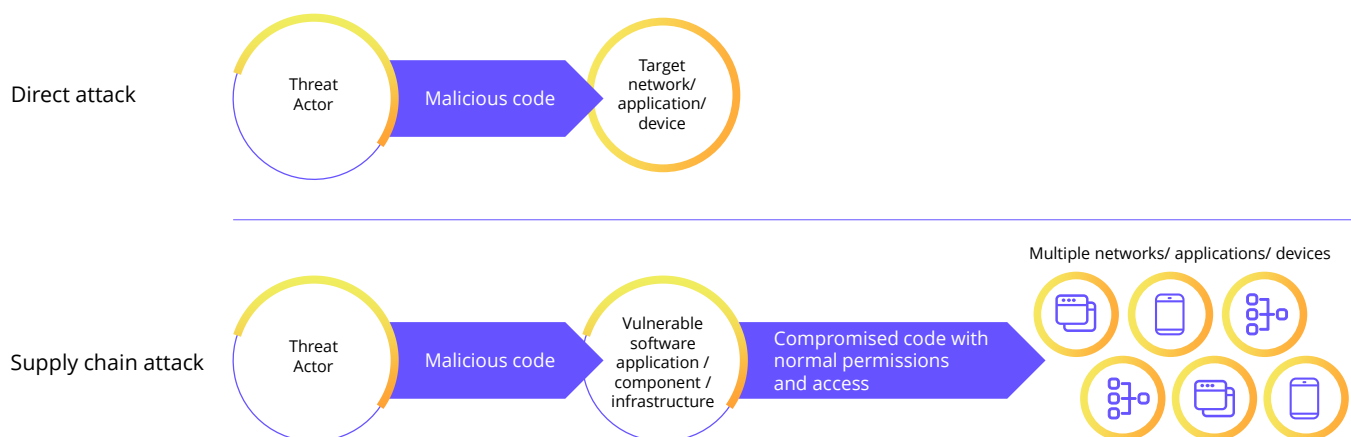 Direct attack
Threat
Actor
Malicious code
Target
network/
application/
device
Multiple networks/ applications/ devices
Supply chain attack
Threat
Actor
Malicious code
Vulnerable
software
application /
component /
infrastructure
Compromised code with
normal permissions
and access